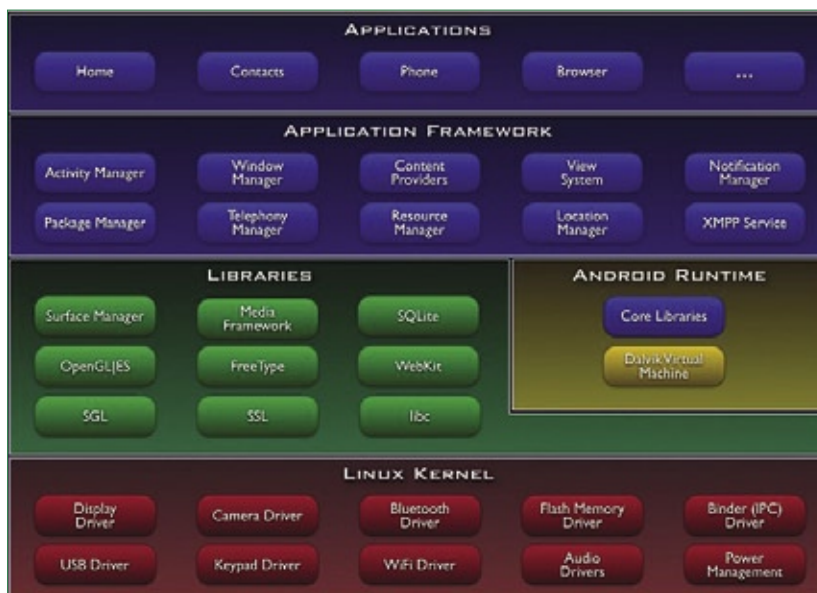 APPLICATIONS
Home
Contacts
Phone
Browser
...
APPLICATION FRAMEWORK
Activity Manager
Window
Manager
Content
Providers
View
System
Notification
Manager
Package Manager
Telephony
Manager
Resource
Manager
Location
Manager
XMPP Service
LIBRARIES
Surface Manager
Media
Framework
SQLite
OpenGL|ES
FreeType
WebKit
SGL
SSL
libc
ANDROID RUNTIME
Core Libraries
Dalvik Virtual
Machine
LINUX KERNEL
Display
Driver
Camera Driver
Bluetooth
Driver
Flash Memory
Driver
Binder (IPC)
Driver
USB Driver
Keypad Driver
WiFi Driver
Audio
Drivers
Power
Management